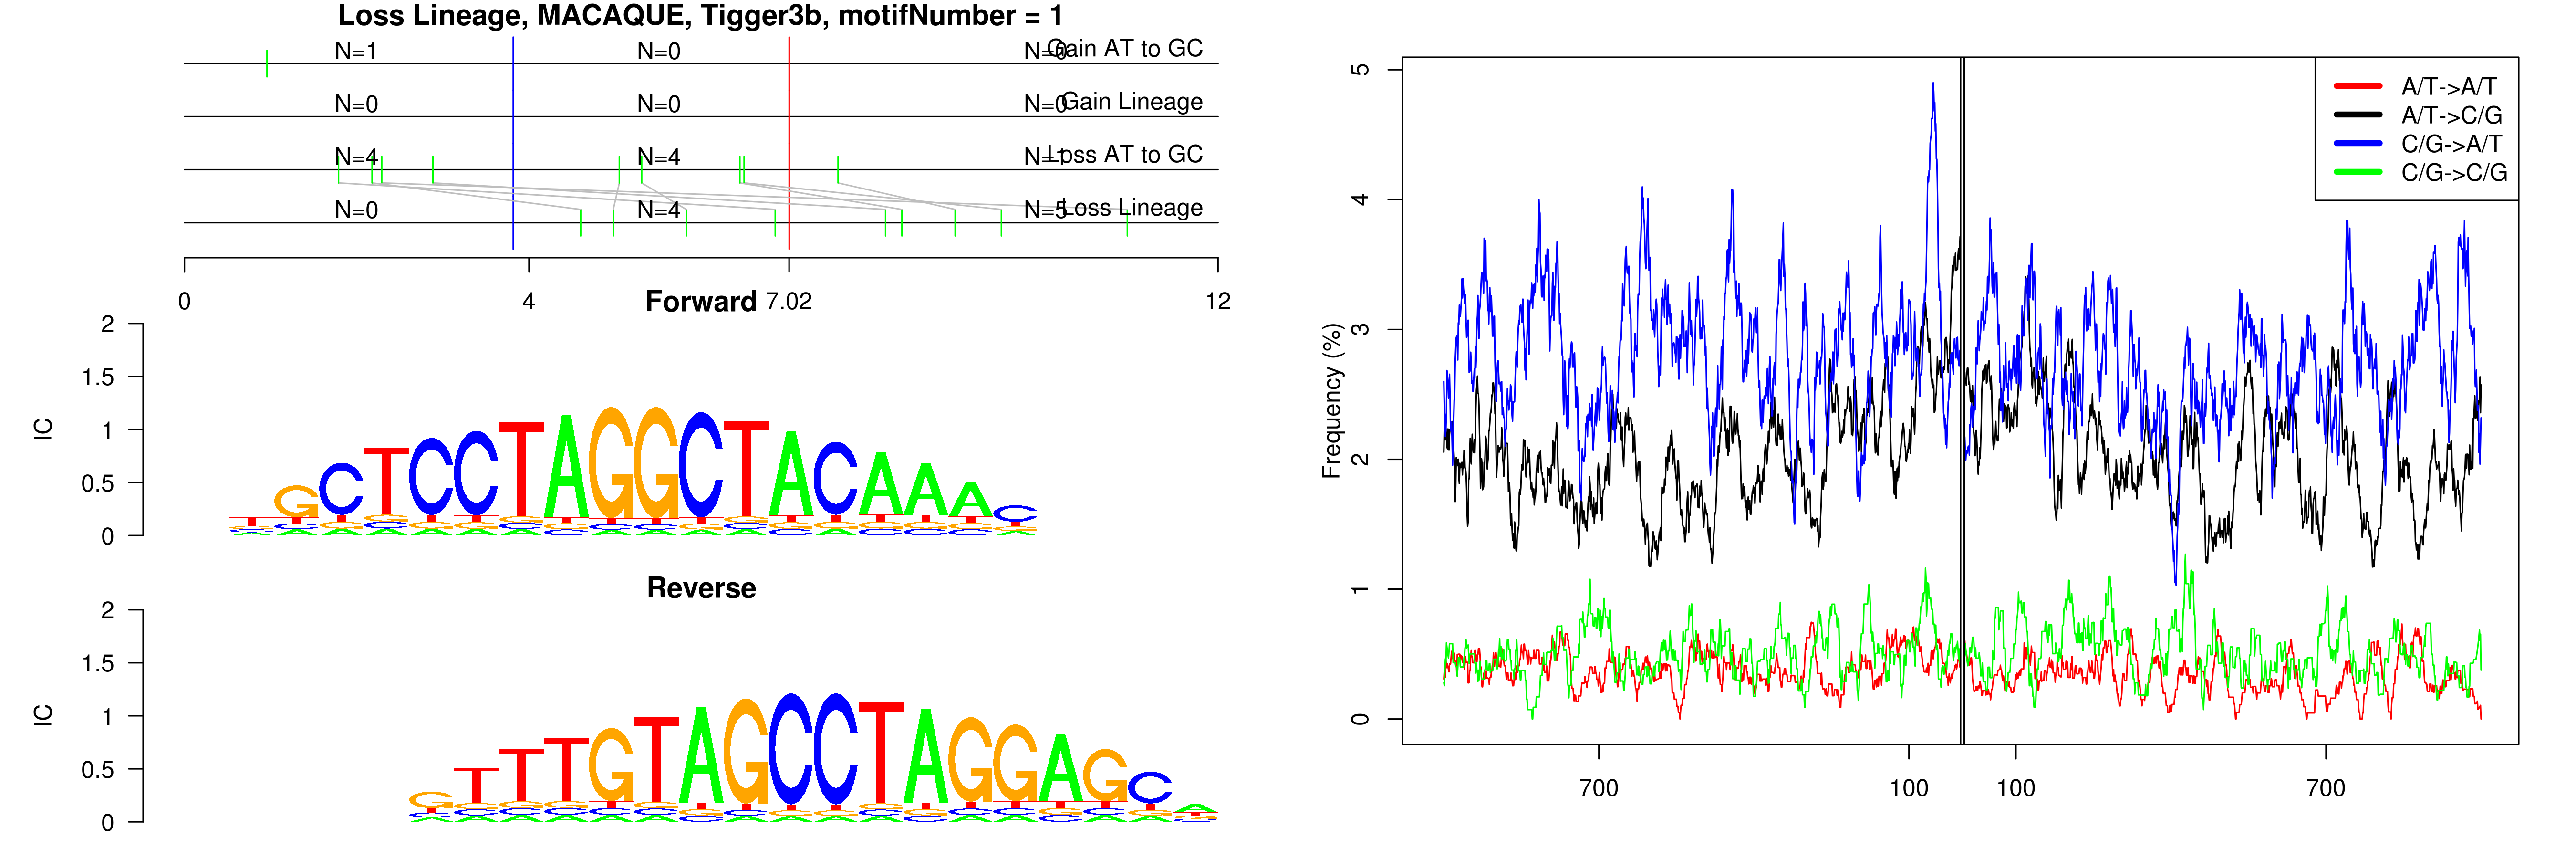 Loss Lineage, MACAQUE, Tigger3b, motifNumber = 1
N=1 N=0 N=0 Gain AT to GC
N=0 N=0 N=0 Gain Lineage
N=4 N=4 N=1 Loss AT to GC
N=0 N=4 N=5 Loss Lineage
0 4 7.02 12
Forward
2
1.5
1
0.5
0
IC
GCTCCTAGGCTACAAAC
Reverse
2
1.5
1
0.5
0
IC
GTTTGTAGCCTAGGAGCA
5
4
3
2
1
0
Frequency (%)
700 100 100 700
A/T->A/T
A/T->C/G
C/G->A/T
C/G->C/G